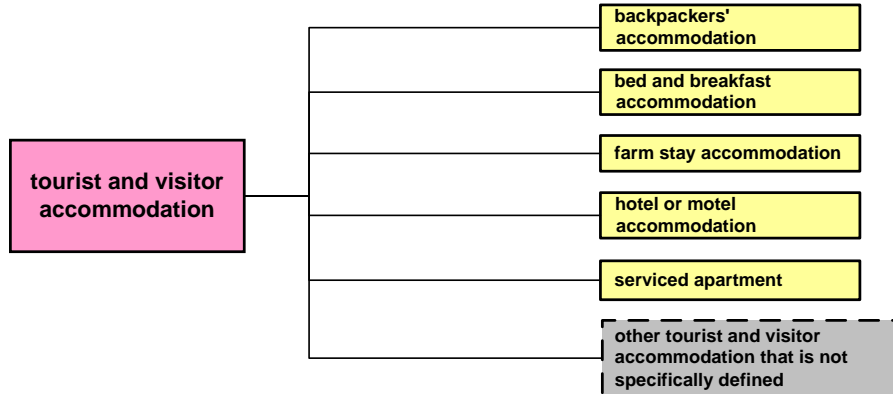 tourist and visitor
accommodation
backpackers'
accommodation
bed and breakfast
accommodation
farm stay accommodation
hotel or motel
accommodation
serviced apartment
other tourist and visitor
accommodation that is not
specifically defined